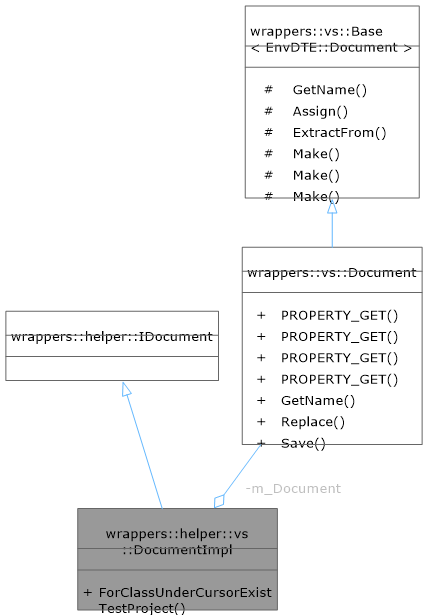 wrappers::vs::Base
< EnvDTE::Document >
# GetName()
# Assign()
# ExtractFrom()
# Make()
# Make()
# Make()
wrappers::vs::Document
+ PROPERTY_GET()
+ PROPERTY_GET()
+ PROPERTY_GET()
+ PROPERTY_GET()
+ GetName()
+ Replace()
+ Save()
wrappers::helper::IDocument
-m_Document
wrappers::helper::vs
::DocumentImpl
+ ForClassUnderCursorExist
TestProject()